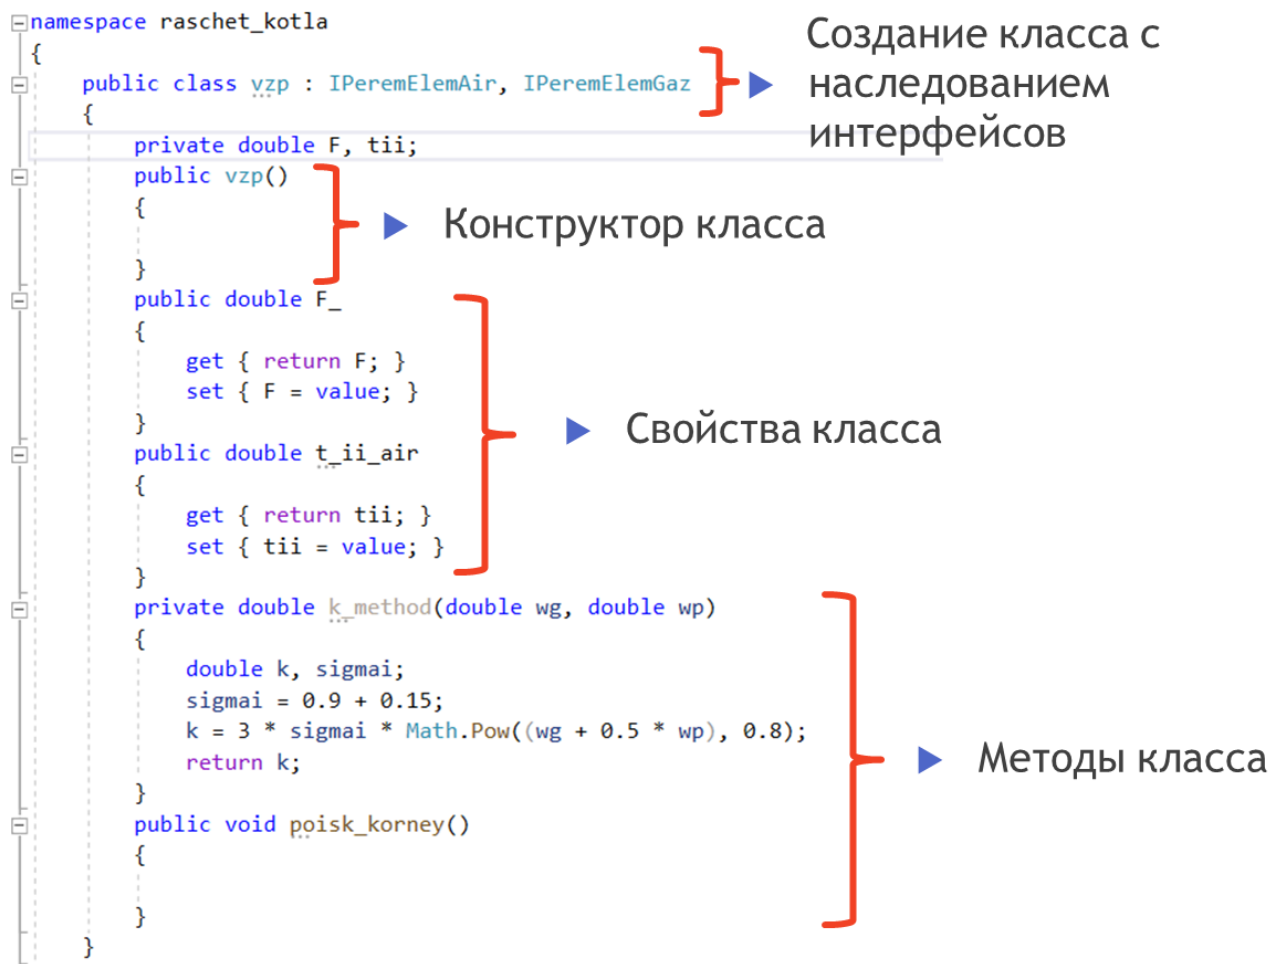 namespace raschet_kotla
{
public class vzp : IPeremElemAir, IPeremElemGaz
{
private double F, tii;
public vzp()
{
}
public double F_
{
get { return F; }
set { F = value; }
}
public double t_ii_air
{
get { return tii; }
set { tii = value; }
}
private double k_method(double wg, double wp)
{
double k, sigmai;
sigmai = 0.9 + 0.15;
k = 3 * sigmai * Math.Pow((wg + 0.5 * wp), 0.8);
return k;
}
public void poisk_korney()
{
}
}
Создание класса с
наследованием
интерфейсов
Конструктор класса
Свойства класса
Методы класса